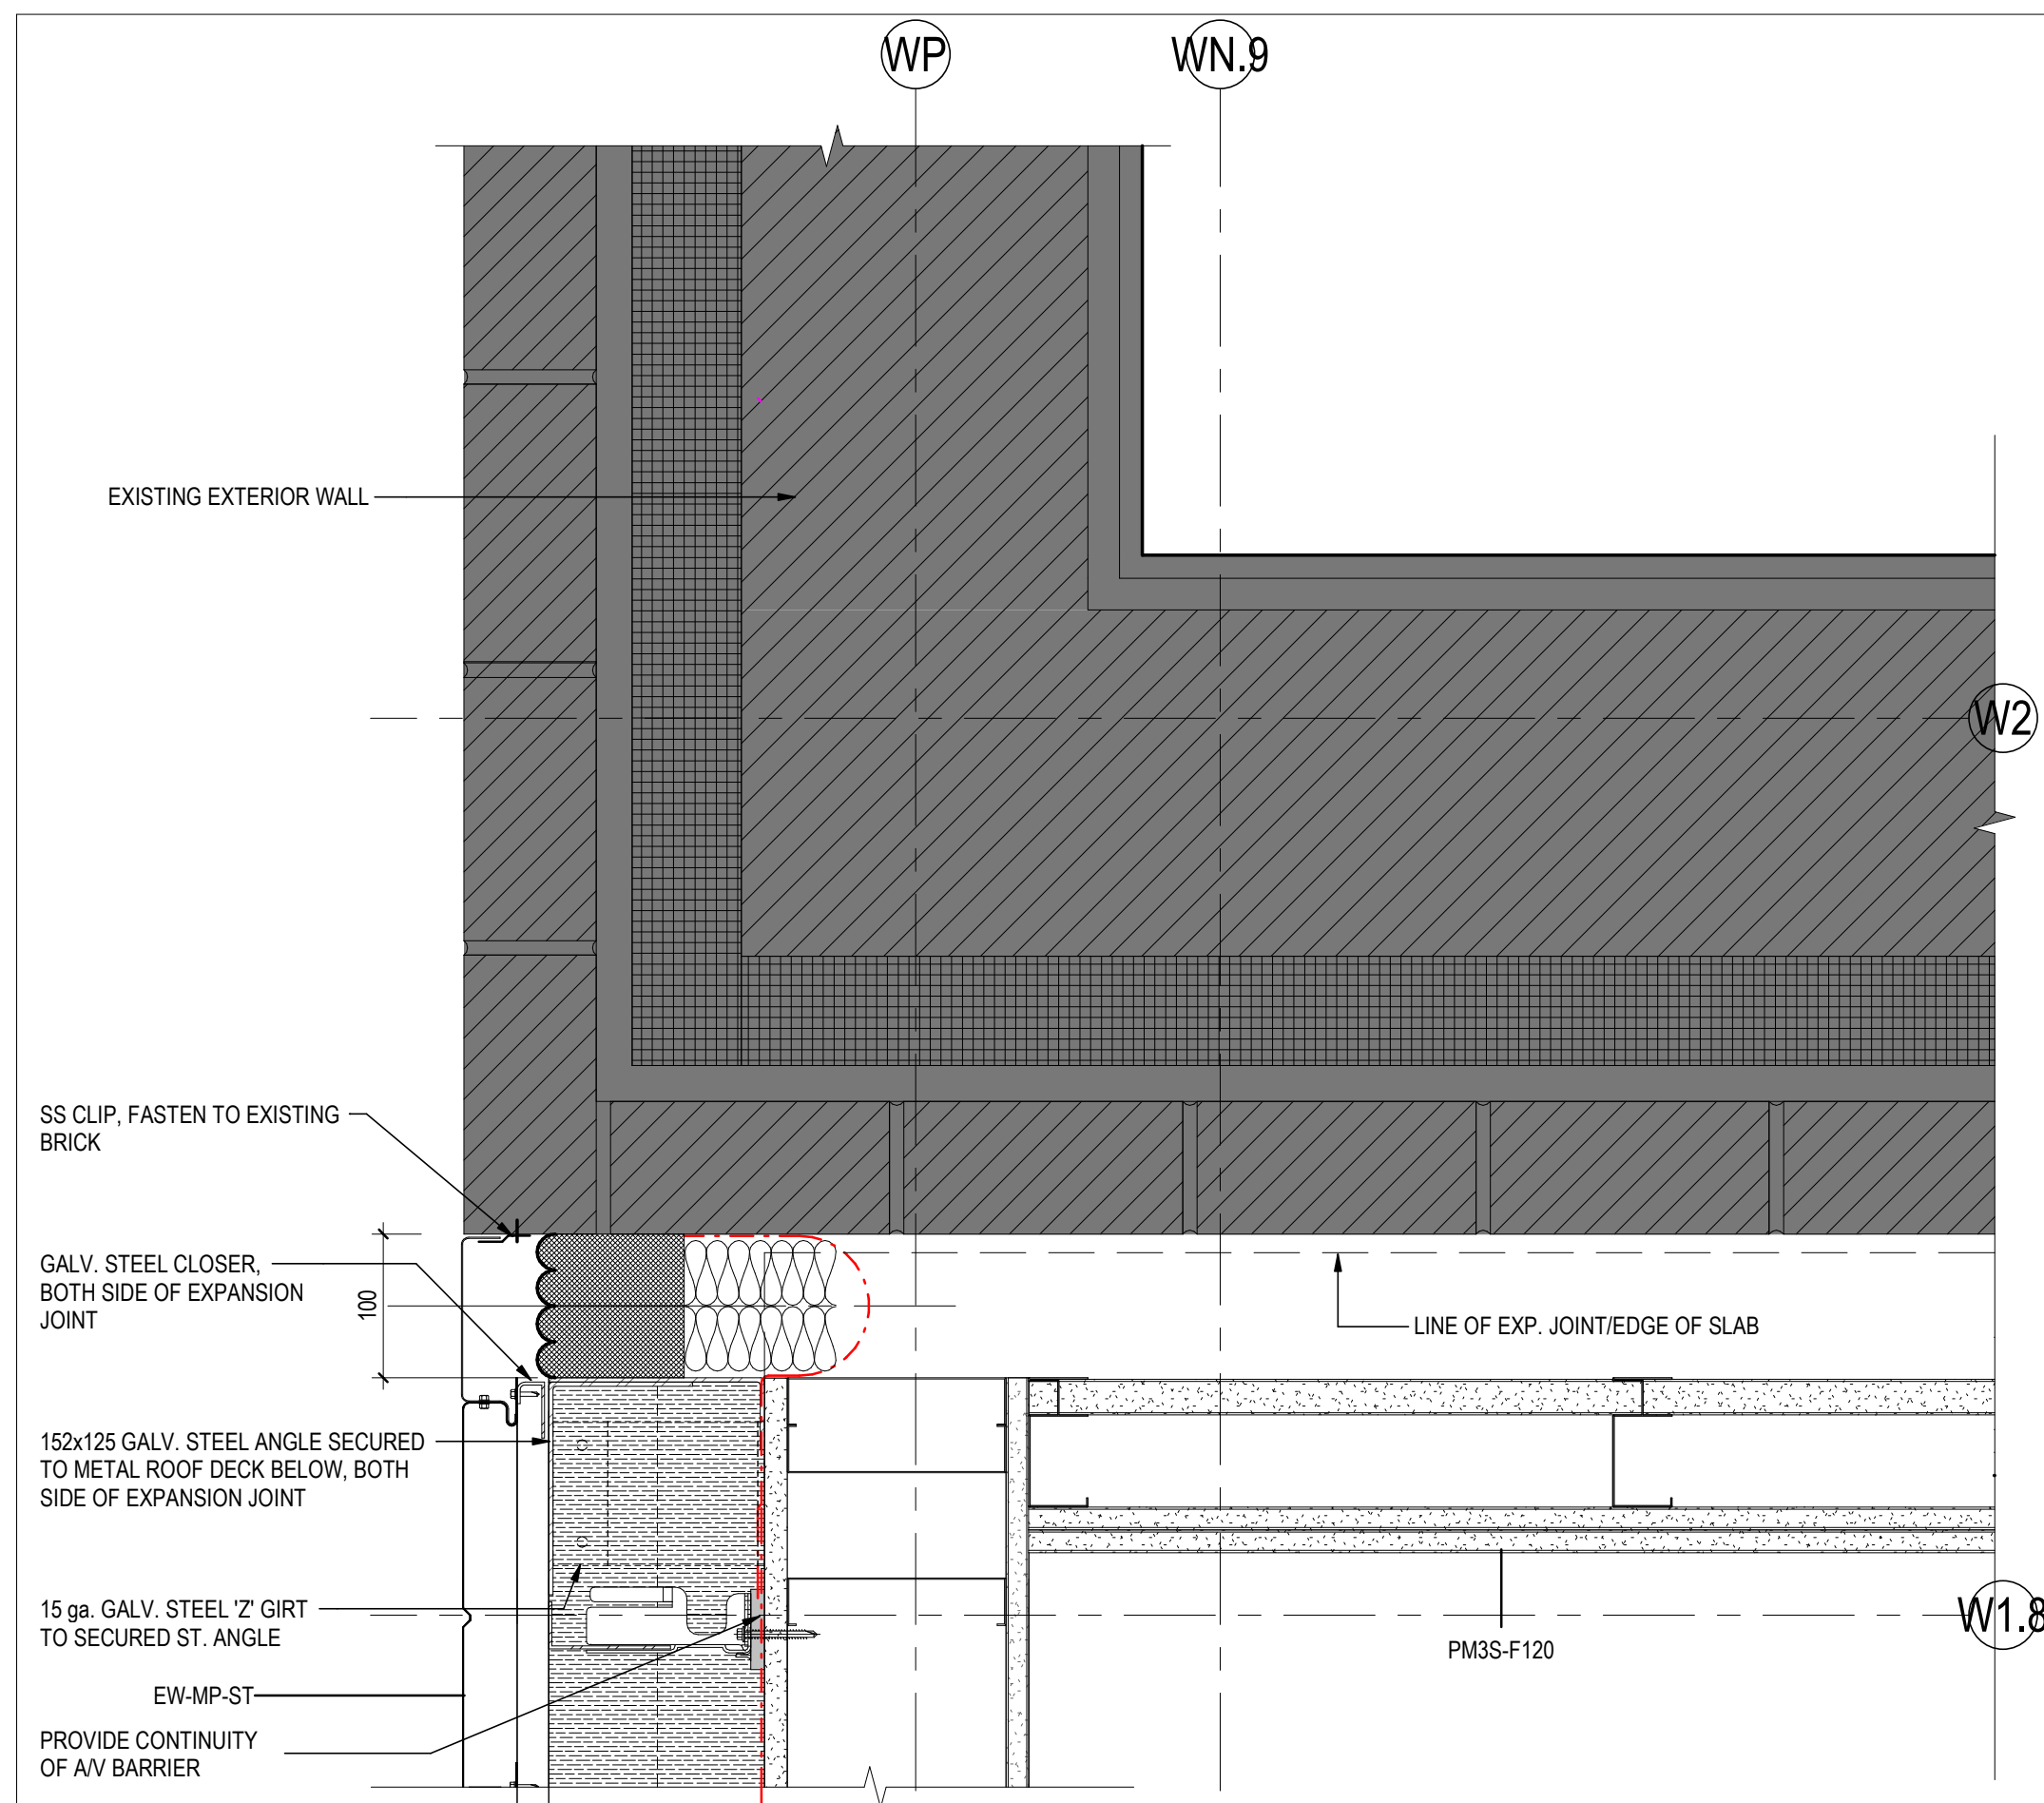 WP
WN.9
EXISTING EXTERIOR WALL
W2
SS CLIP, FASTEN TO EXISTING
BRICK
GALV. STEEL CLOSER,
BOTH SIDE OF EXPANSION
JOINT
100
LINE OF EXP. JOINT/EDGE OF SLAB
152x125 GALV. STEEL ANGLE SECURED
TO METAL ROOF DECK BELOW, BOTH
SIDE OF EXPANSION JOINT
15 ga. GALV. STEEL 'Z' GIRT
TO SECURED ST. ANGLE
W1.8
PM3S-F120
EW-MP-ST
PROVIDE CONTINUITY
OF A/V BARRIER